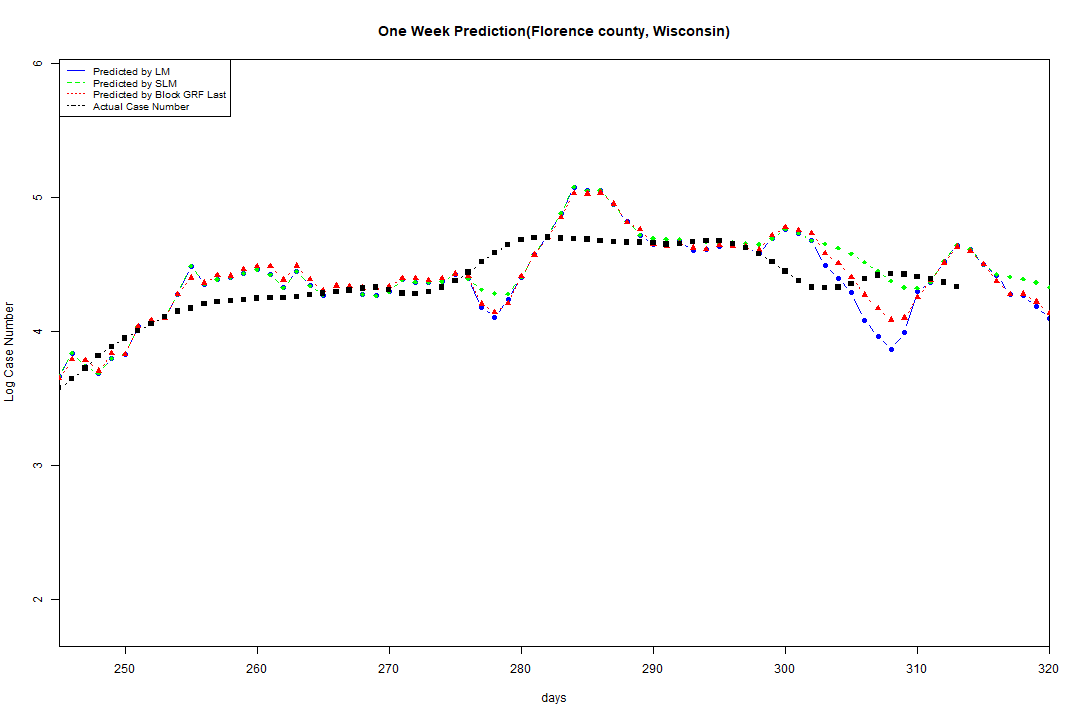 One Week Prediction(Florence county, Wisconsin)
Predicted by LM
Predicted by SLM
Predicted by Block GRF Last
Actual Case Number
6
5
4
3
2
Log Case Number
250 260 270 280 290 300 310 320
days